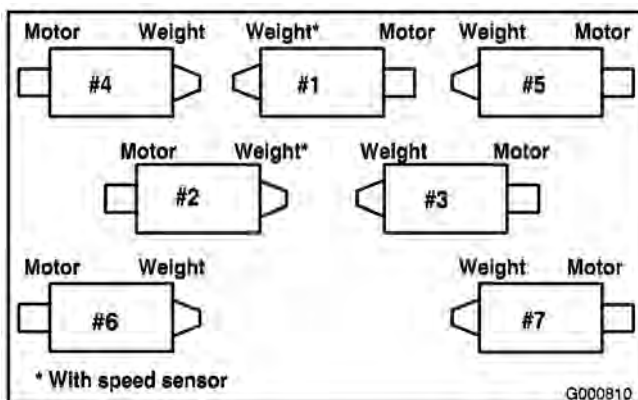 Motor Weight Weight* Motor Weight Motor
#4 #1 #5
Motor Weight* Weight Motor
#2 #3
Motor Weight Weight Motor
#6 #7
* With speed sensor
G000810